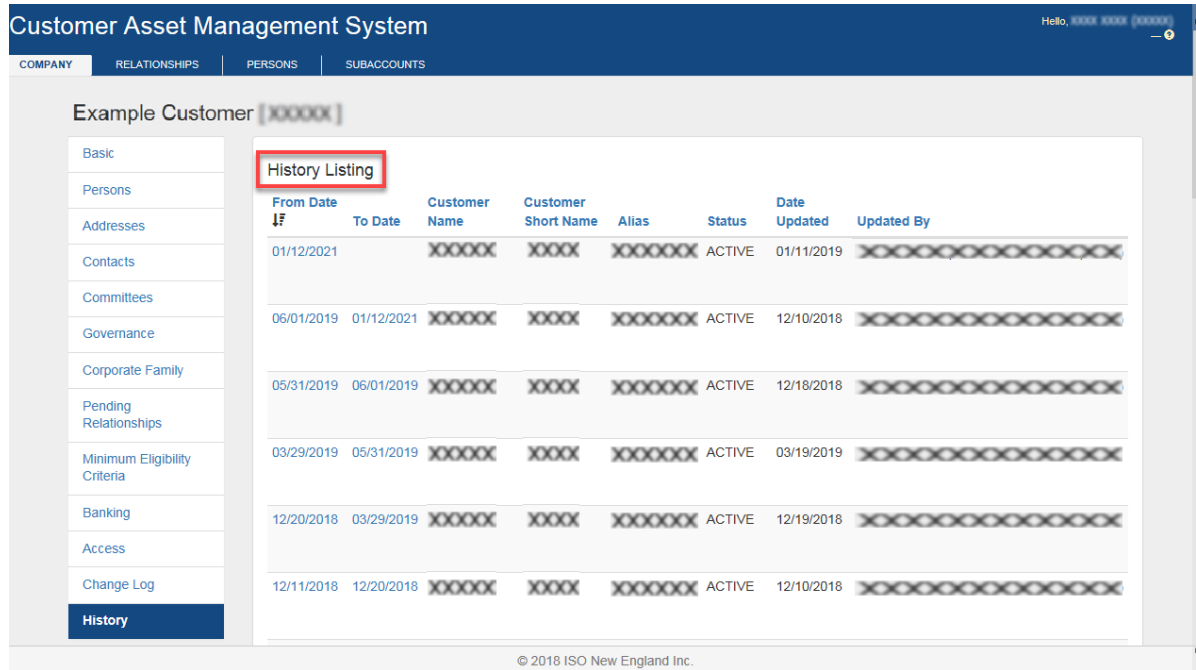 Customer Asset Management System
Hello,
COMPANY RELATIONSHIPS PERSONS SUBACCOUNTS
Example Customer
Basic
Persons
Addresses
Contacts
Committees
Governance
Corporate Family
Pending
Relationships
Minimum Eligibility
Criteria
Banking
Access
Change Log
History
History Listing
From Date To Date Customer Name Customer Short Name Alias Status Date Updated Updated By
01/12/2021 ACTIVE 01/11/2019
06/01/2019 01/12/2021 ACTIVE 12/10/2018
05/31/2019 06/01/2019 ACTIVE 12/18/2018
03/29/2019 05/31/2019 ACTIVE 03/19/2019
12/20/2018 03/29/2019 ACTIVE 12/19/2018
12/11/2018 12/20/2018 ACTIVE 12/10/2018
© 2018 ISO New England Inc.